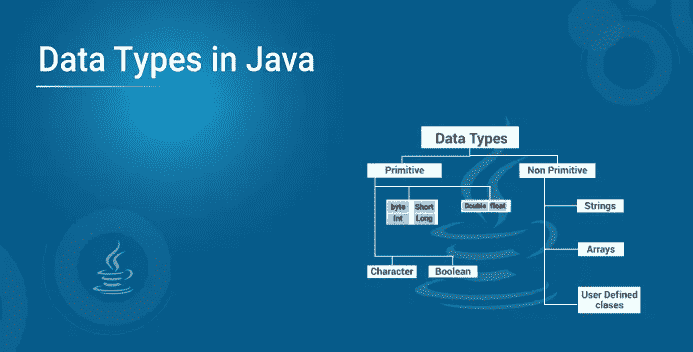 Data Types in Java
Data Types
Primitive
Non Primitive
byte Short
Int Long
Double float
Strings
Arrays
Character
Boolean
User Defined
clases